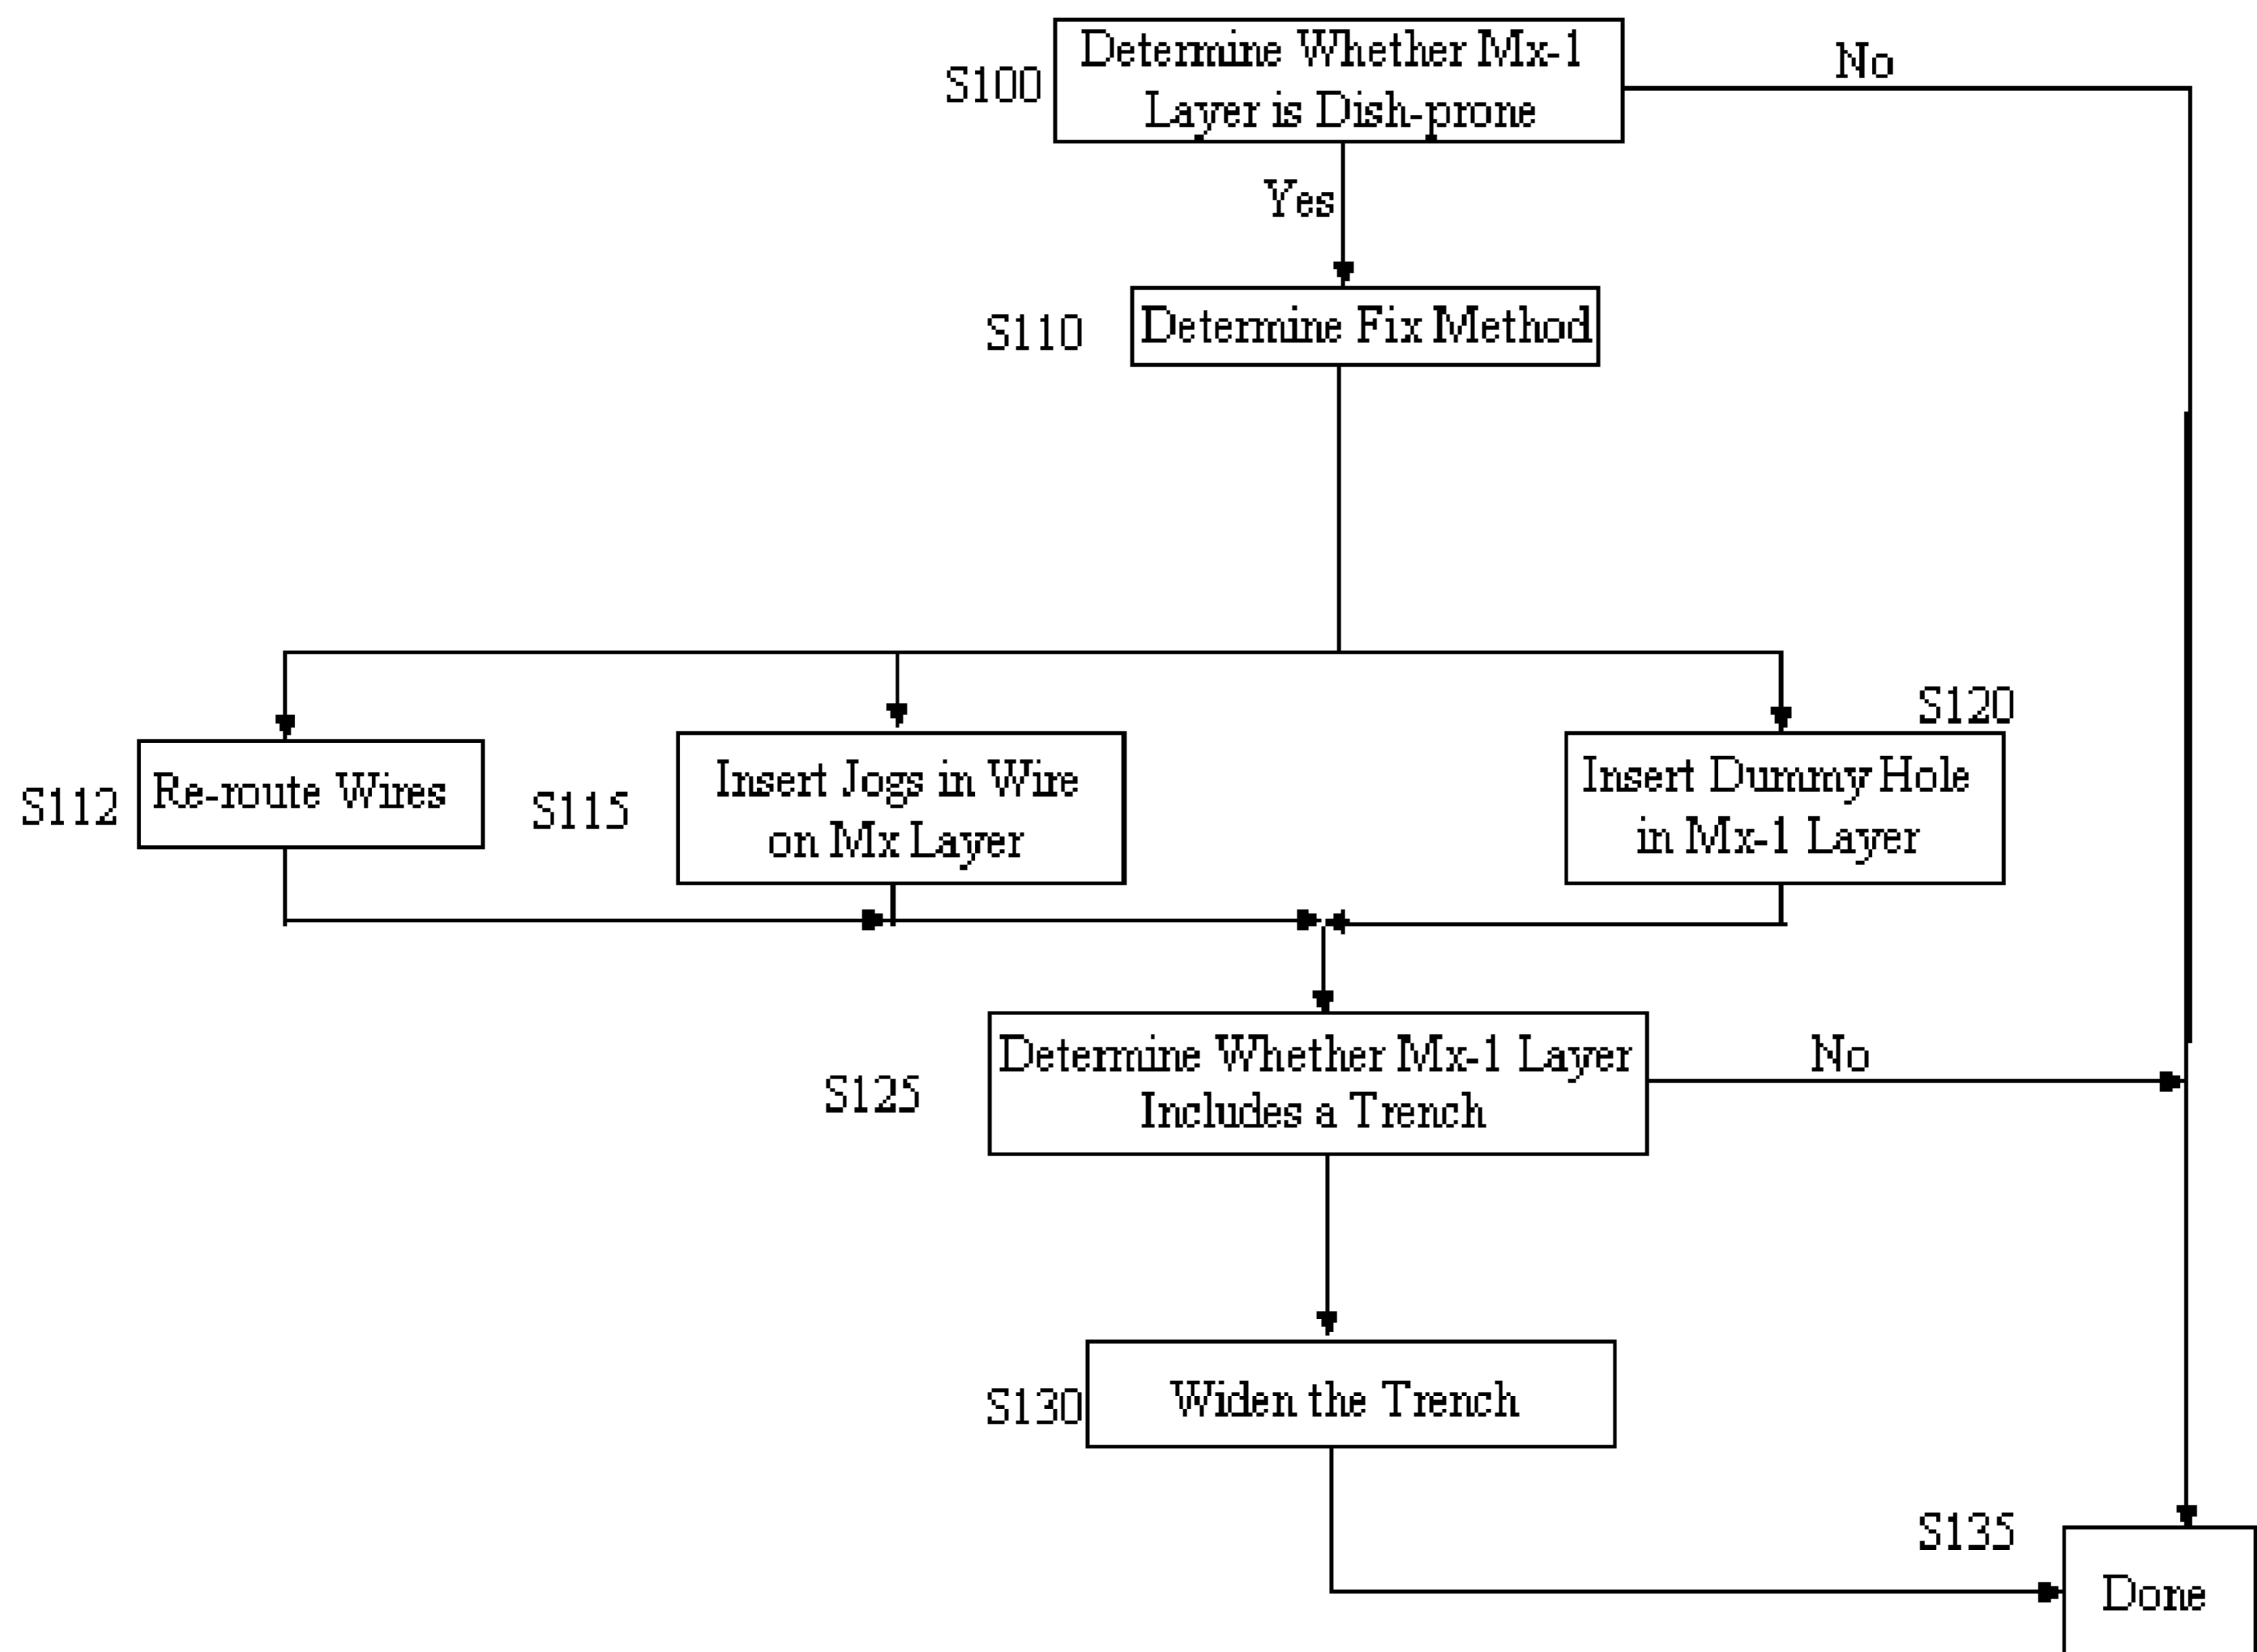 Determine Whether Mx-1
Layer is Dish-prone
No
S100
Yes
Determine Fix Method
S110
S120
Re-route Wires
S112
Insert Jogs in Wire
on Mx Layer
S115
Insert Dummy Hole
in Mx-1 Layer
Determine Whether Mx-1 Layer
Includes a Trench
No
S125
Widen the Trench
S130
S135
Done